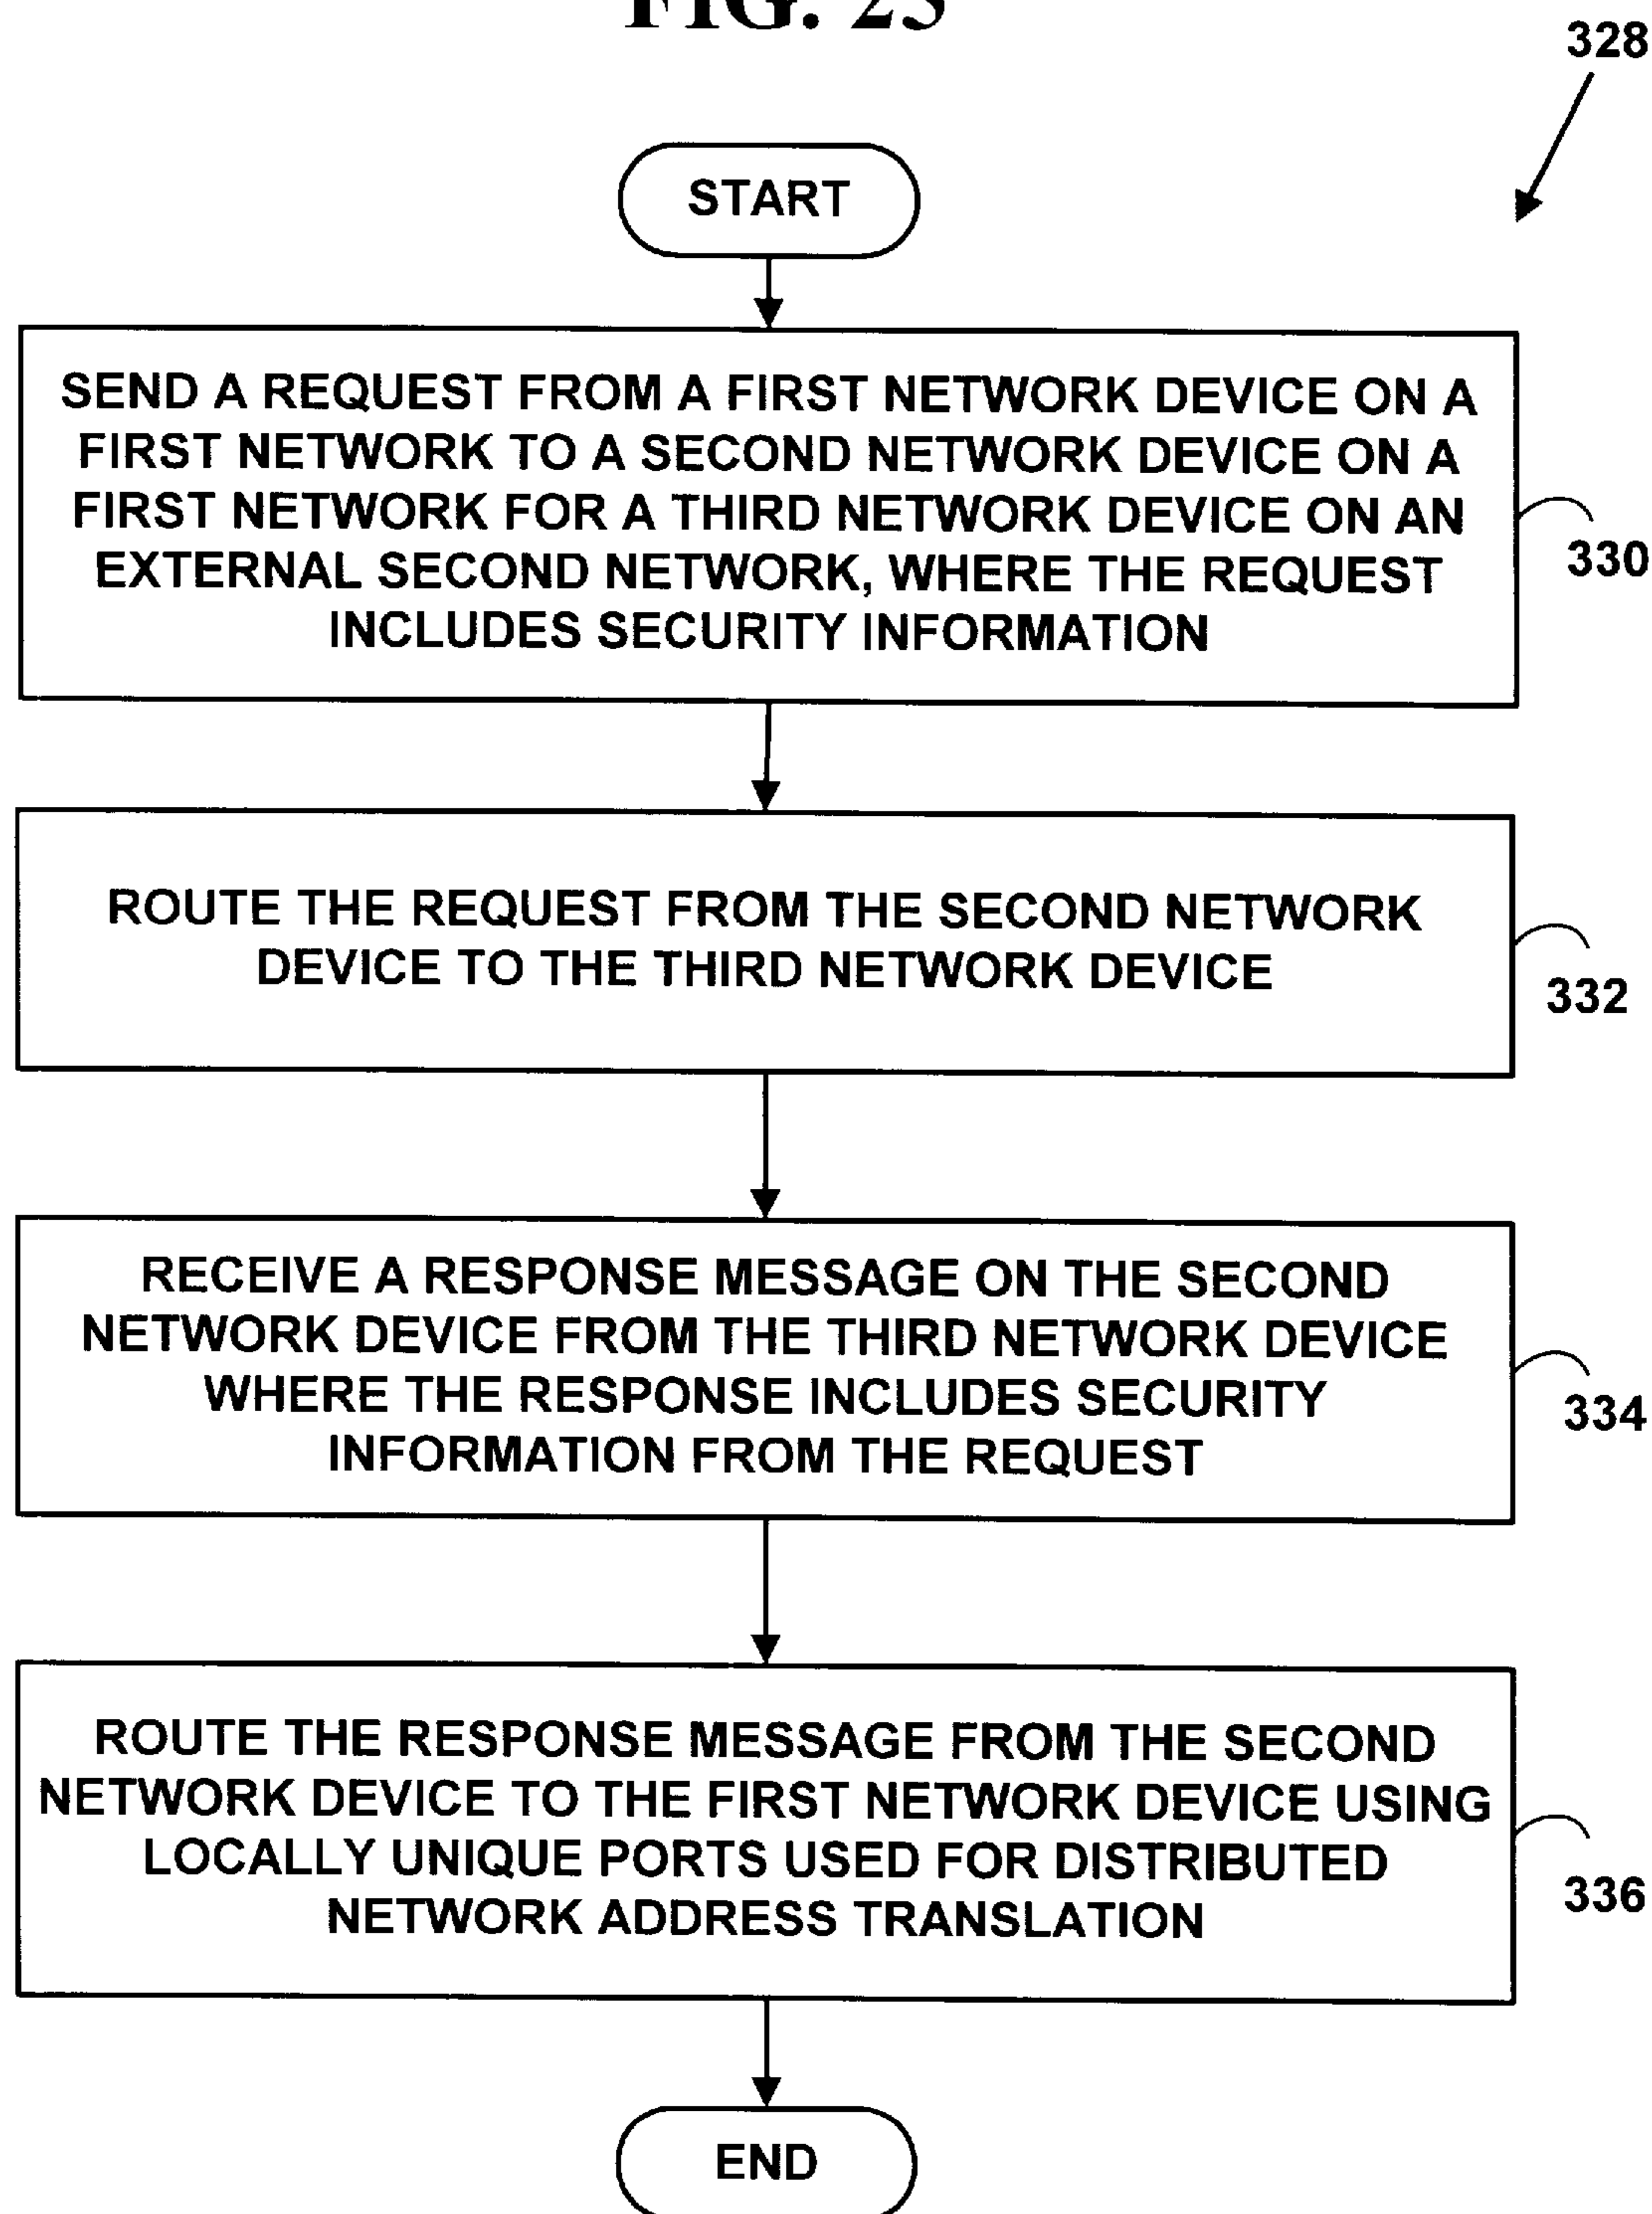 FIG. 23
328
START
SEND A REQUEST FROM A FIRST NETWORK DEVICE ON A
FIRST NETWORK TO A SECOND NETWORK DEVICE ON A
FIRST NETWORK FOR A THIRD NETWORK DEVICE ON AN
EXTERNAL SECOND NETWORK, WHERE THE REQUEST
INCLUDES SECURITY INFORMATION
330
ROUTE THE REQUEST FROM THE SECOND NETWORK
DEVICE TO THE THIRD NETWORK DEVICE
332
RECEIVE A RESPONSE MESSAGE ON THE SECOND
NETWORK DEVICE FROM THE THIRD NETWORK DEVICE
WHERE THE RESPONSE INCLUDES SECURITY
INFORMATION FROM THE REQUEST
334
ROUTE THE RESPONSE MESSAGE FROM THE SECOND
NETWORK DEVICE TO THE FIRST NETWORK DEVICE USING
LOCALLY UNIQUE PORTS USED FOR DISTRIBUTED
NETWORK ADDRESS TRANSLATION
336
END